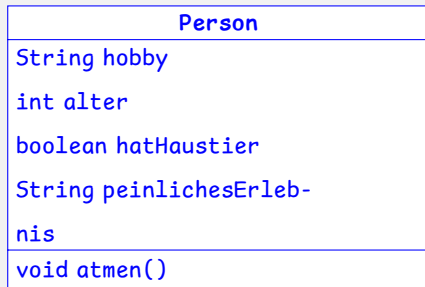 Person
String hobby
int alter
boolean hatHaustier
String peinlichesErleb-
nis
void atmen()